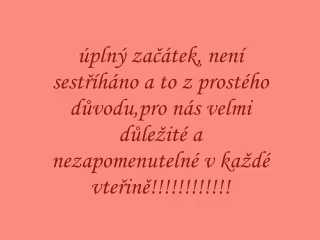 úplný začátek, není
sestříháno a to z prostého
důvodu,pro nás velmi
důležité a
nezapomenutelné v každé
vteřině!!!!!!!!!!!!